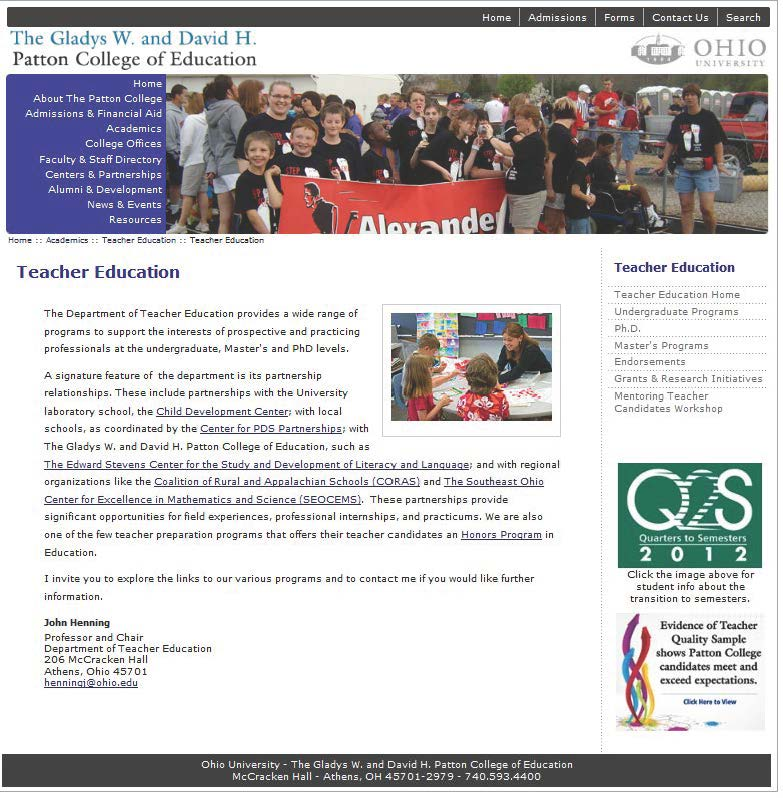 Home Admissions Forms Contact Us Search
The Gladys W. and David H.
Patton College of Education
OHIO
UNIVERSITY
1804
Home
About The Patton College
Admissions & Financial Aid
Academics
College Offices
Faculty & Staff Directory
Centers & Partnerships
Alumni & Development
News & Events
Resources
STEP
Alexander
Home :: Academics :: Teacher Education :: Teacher Education
Teacher Education
The Department of Teacher Education provides a wide range of
programs to support the interests of prospective and practicing
professionals at the undergraduate, Master's and PhD levels.
A signature feature of the department is its partnership
relationships. These include partnerships with the University
laboratory school, the Child Development Center; with local
schools, as coordinated by the Center for PDS Partnerships; with
The Gladys W. and David H. Patton College of Education, such as
The Edward Stevens Center for the Study and Development of Literacy and Language; and with regional
organizations like the Coalition of Rural and Appalachian Schools (CORAS) and The Southeast Ohio
Center for Excellence in Mathematics and Science (SEOCEMS). These partnerships provide
significant opportunities for field experiences, professional internships, and practicums. We are also
one of the few teacher preparation programs that offers their teacher candidates an Honors Program in
Education.
I invite you to explore the links to our various programs and to contact me if you would like further
information.
John Henning
Professor and Chair
Department of Teacher Education
206 McCracken Hall
Athens, Ohio 45701
henningj@ohio.edu
Teacher Education
Teacher Education Home
Undergraduate Programs
Ph.D.
Master's Programs
Endorsements
Grants & Research Initiatives
Mentoring Teacher
Candidates Workshop
Q2S
Quarters to Semesters
2012
Click the image above for
student info about the
transition to semesters.
Evidence of Teacher
Quality Sample
shows Patton College
candidates meet and
exceed expectations.
Click Here to View
Ohio University - The Gladys W. and David H. Patton College of Education
McCracken Hall - Athens, OH 45701-2979 - 740.593.4400